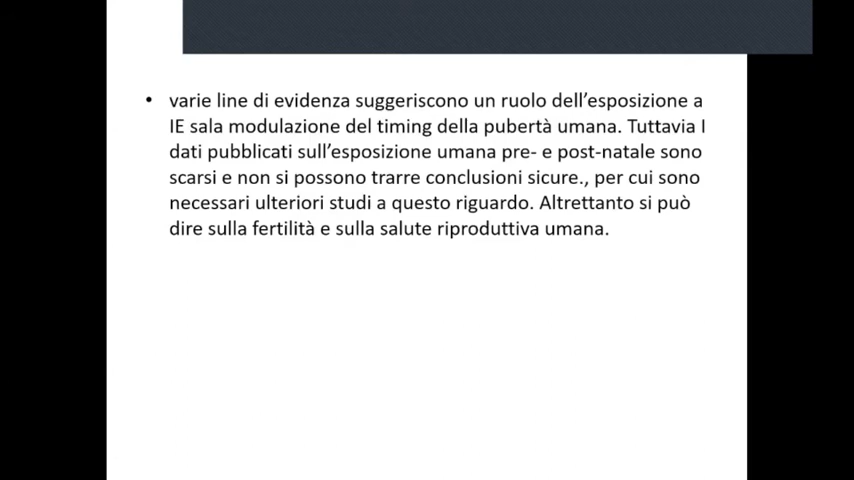 • varie line di evidenza suggeriscono un ruolo dell’esposizione a
IE sala modulazione del timing della pubertà umana. Tuttavia I
dati pubblicati sull’esposizione umana pre- e post-natale sono
scarsi e non si possono trarre conclusioni sicure., per cui sono
necessari ulteriori studi a questo riguardo. Altrettanto si può
dire sulla fertilità e sulla salute riproduttiva umana.